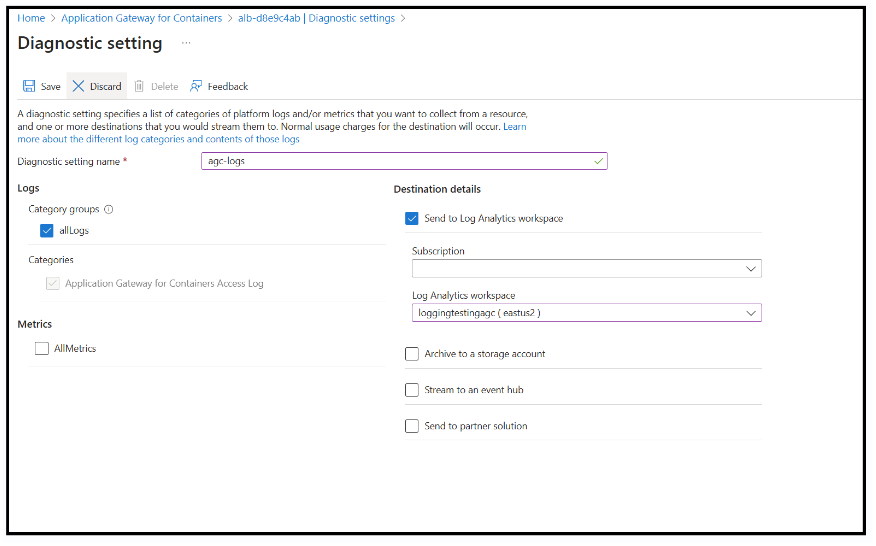 Home > Application Gateway for Containers > alb-d8e9c4ab | Diagnostic settings >
Diagnostic setting ...
Save Discard Delete Feedback
A diagnostic setting specifies a list of categories of platform logs and/or metrics that you want to collect from a resource,
and one or more destinations that you would stream them to. Normal usage charges for the destination will occur. Learn
more about the different log categories and contents of those logs
Diagnostic setting name * agc-logs
Logs
Category groups
allLogs
Categories
Application Gateway for Containers Access Log
Metrics
AllMetrics
Destination details
Send to Log Analytics workspace
Subscription
Log Analytics workspace
loggingtestingagc ( eastus2 )
Archive to a storage account
Stream to an event hub
Send to partner solution